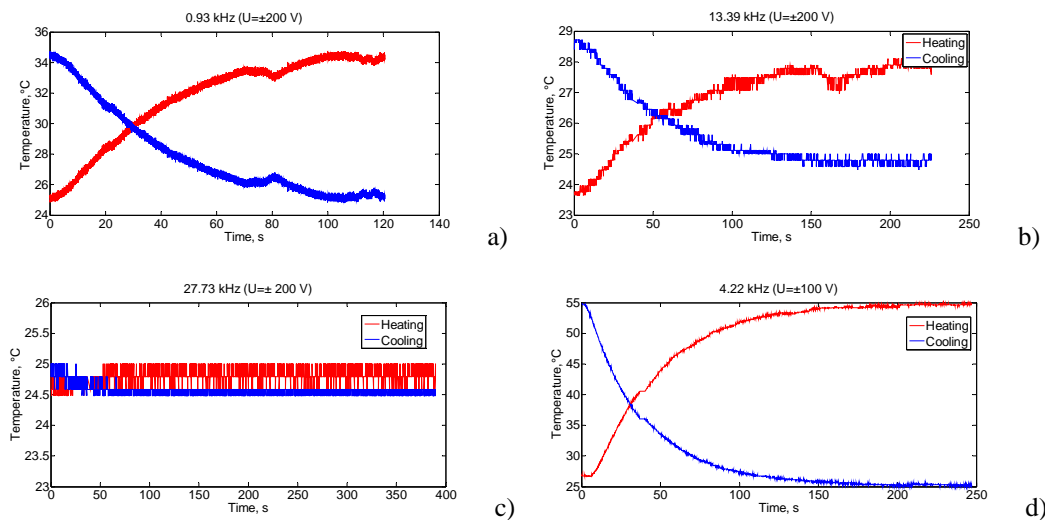 0.93 kHz (U=±200 V)
36
34
32
30
28
26
24
Temperature, °C
0 20 40 60 80 100 120 140
Time, s
a)
13.39 kHz (U=±200 V)
29
28
27
26
25
24
23
Temperature, °C
Heating
Cooling
0 50 100 150 200 250
Time, s
b)
27.73 kHz (U=± 200 V)
26
25.5
25
24.5
24
23.5
23
Temperature, °C
Heating
Cooling
0 50 100 150 200 250 300 350 400
Time, s
c)
4.22 kHz (U=±100 V)
55
50
45
40
35
30
25
Temperature,°C
Heating
Cooling
0 50 100 150 200 250
Time, s
d)